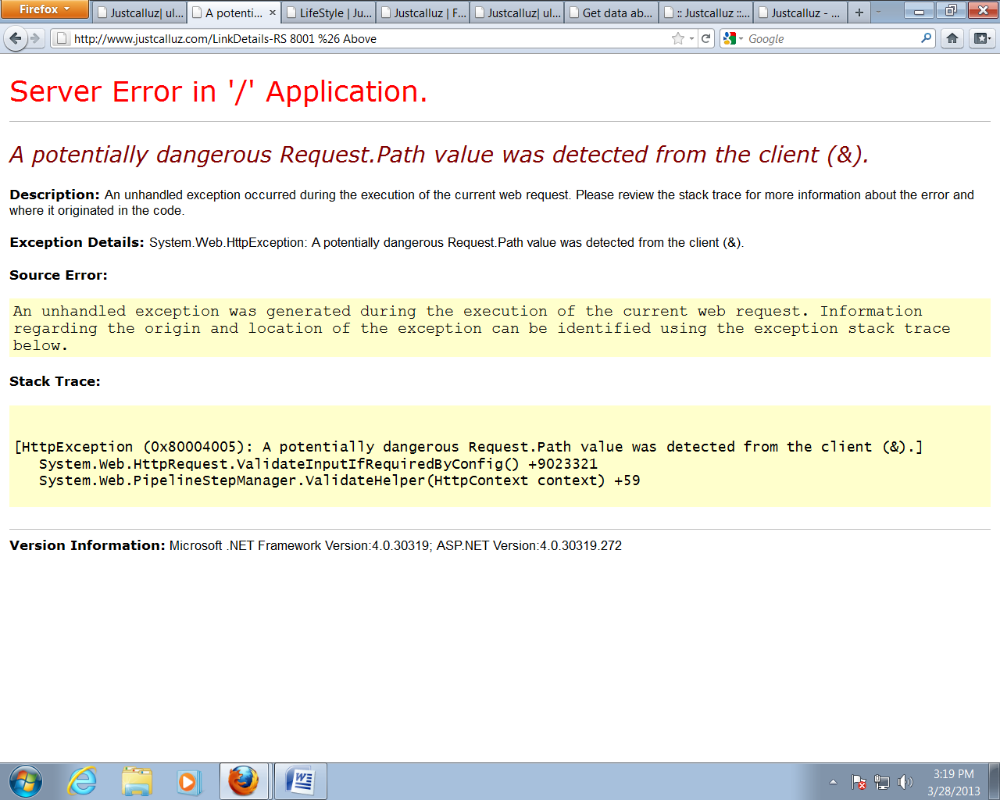 Firefox
Justcalluz| ul...
A potenti...
LifeStyle | Ju...
Justcalluz | F...
Justcalluz| ul...
Get data ab...
:: Justcalluz ::...
Justcalluz - ...
http://www.justcalluz.com/LinkDetails-RS 8001 %26 Above
Google
Server Error in '/' Application.
A potentially dangerous Request.Path value was detected from the client (&).
Description: An unhandled exception occurred during the execution of the current web request. Please review the stack trace for more information about the error and
where it originated in the code.
Exception Details: System.Web.HttpException: A potentially dangerous Request.Path value was detected from the client (&).
Source Error:
An unhandled exception was generated during the execution of the current web request. Information
regarding the origin and location of the exception can be identified using the exception stack trace
below.
Stack Trace:
[HttpException (0x80004005): A potentially dangerous Request.Path value was detected from the client (&).]
System.Web.HttpRequest.ValidateInputIfRequiredByConfig() +9023321
System.Web.PipelineStepManager.ValidateHelper(HttpContext context) +59
Version Information: Microsoft .NET Framework Version:4.0.30319; ASP.NET Version:4.0.30319.272
3:19 PM
3/28/2013